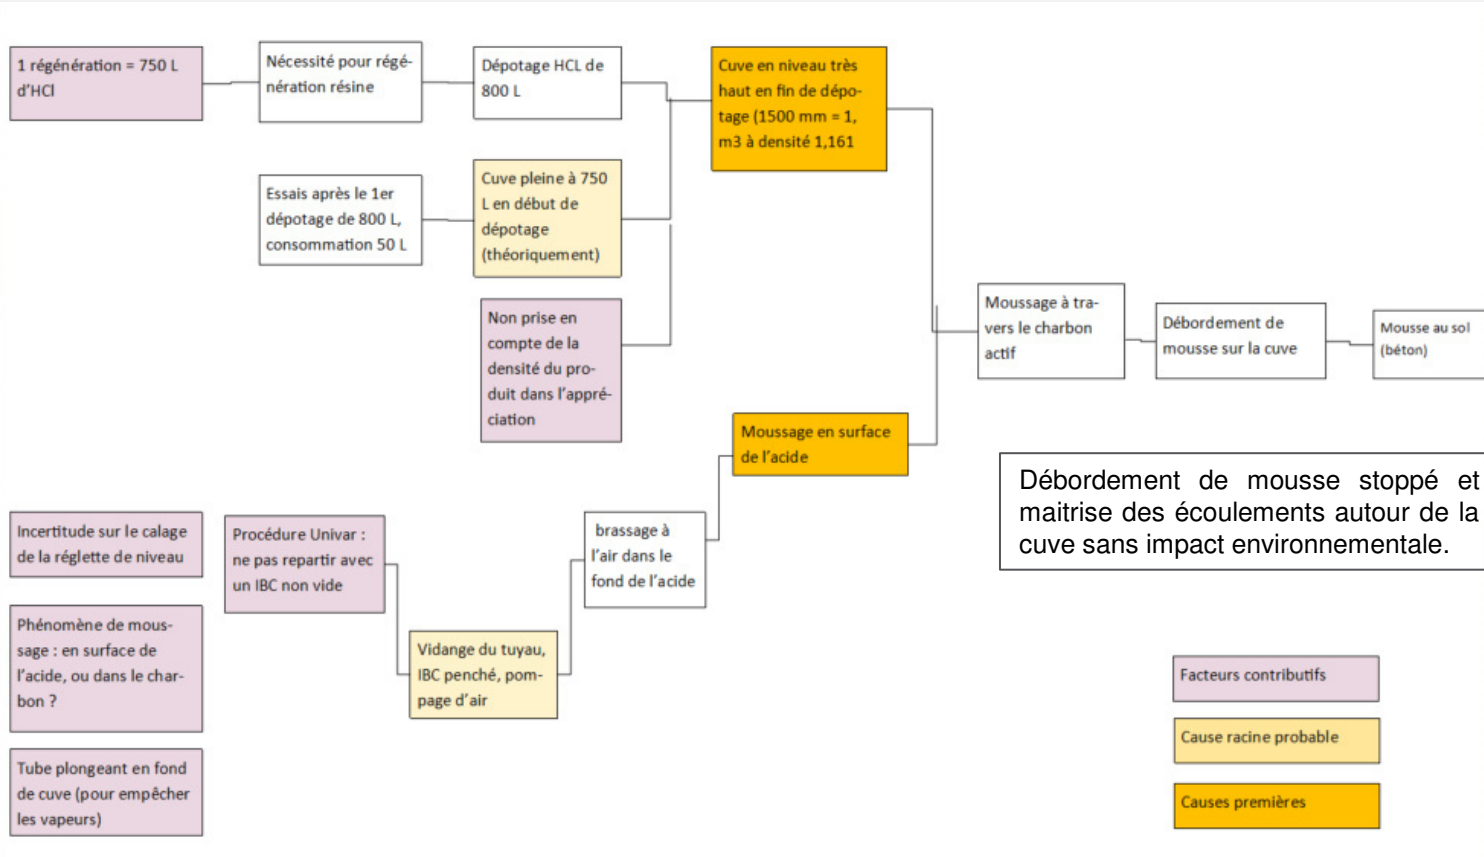 1 régénération = 750 L
d'HCl
Nécessité pour régé-
nération résine
Dépotage HCL de
800 L
Cuve en niveau très
haut en fin de dépo-
tage (1500 mm = 1,
m3 à densité 1,161
Essais après le 1er
dépotage de 800 L,
consommation 50 L
Cuve pleine à 750
L en début de
dépotage
(théoriquement)
Non prise en
compte de la
densité du pro-
duit dans l'appré-
ciation
Moussage à tra-
vers le charbon
actif
Débordement de
mousse sur la cuve
Mousse au sol
(béton)
Moussage en surface
de l'acide
Débordement de mousse stoppé et
maitrise des écoulements autour de la
cuve sans impact environnementale.
Incertitude sur le calage
de la réglette de niveau
Procédure Univar :
ne pas repartir avec
un IBC non vide
brassage à
l'air dans le
fond de l'acide
Phénomène de mous-
sage : en surface de
l'acide, ou dans le char-
bon ?
Vidange du tuyau,
IBC penché, pom-
page d'air
Tube plongeant en fond
de cuve (pour empêcher
les vapeurs)
Facteurs contributifs
Cause racine probable
Causes premières